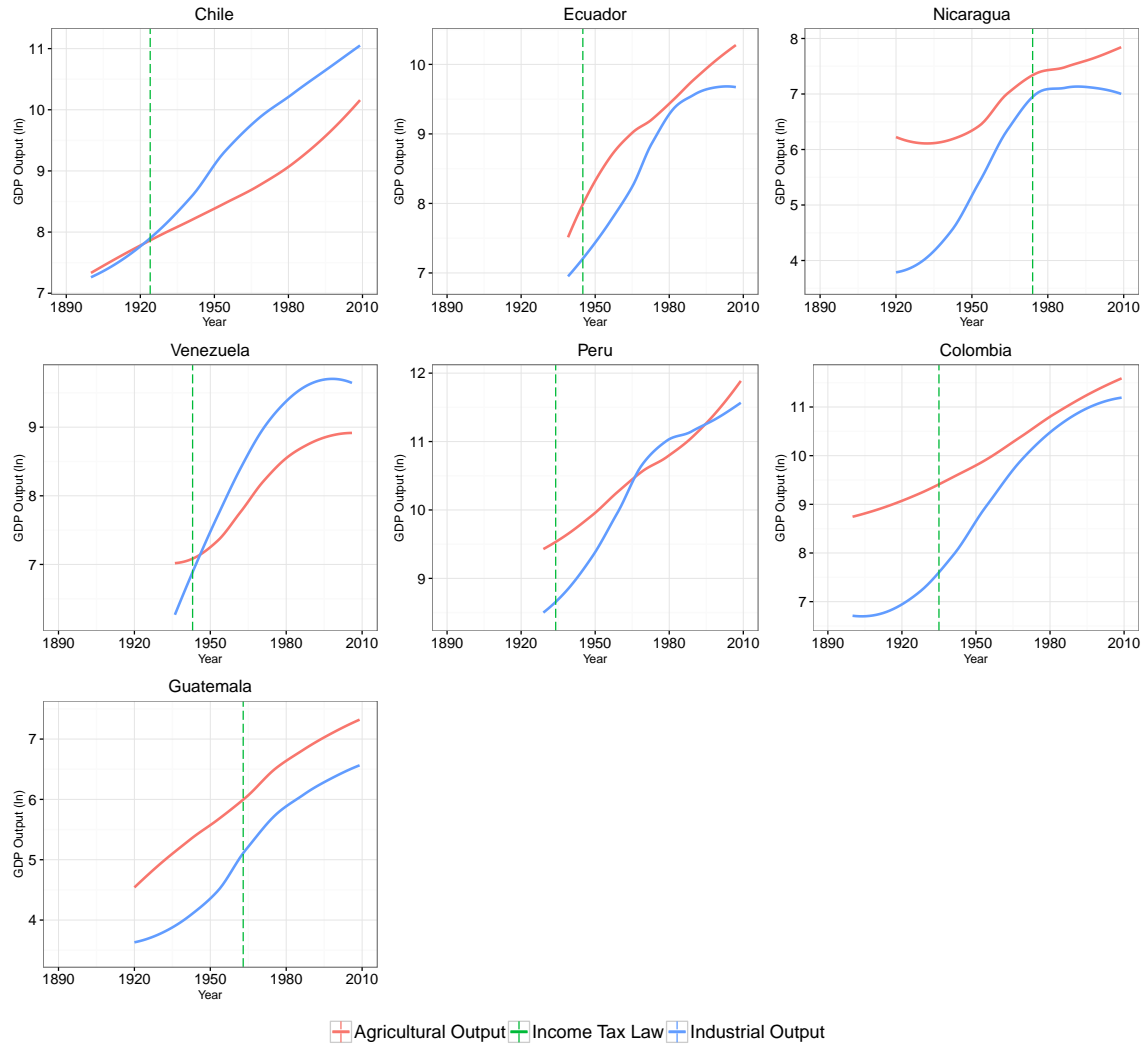 Chile
Ecuador
Nicaragua
GDP Output (ln)
11
10
9
8
7
1890 1920 1950 1980 2010
Year
GDP Output (ln)
10
9
8
7
1890 1920 1950 1980 2010
Year
GDP Output (ln)
8
7
6
5
4
1890 1920 1950 1980 2010
Year
Venezuela
Peru
Colombia
GDP Output (ln)
9
8
7
1890 1920 1950 1980 2010
Year
GDP Output (ln)
12
11
10
9
1890 1920 1950 1980 2010
Year
GDP Output (ln)
11
10
9
8
7
1890 1920 1950 1980 2010
Year
Guatemala
GDP Output (ln)
7
6
5
4
1890 1920 1950 1980 2010
Year
Agricultural Output Income Tax Law Industrial Output